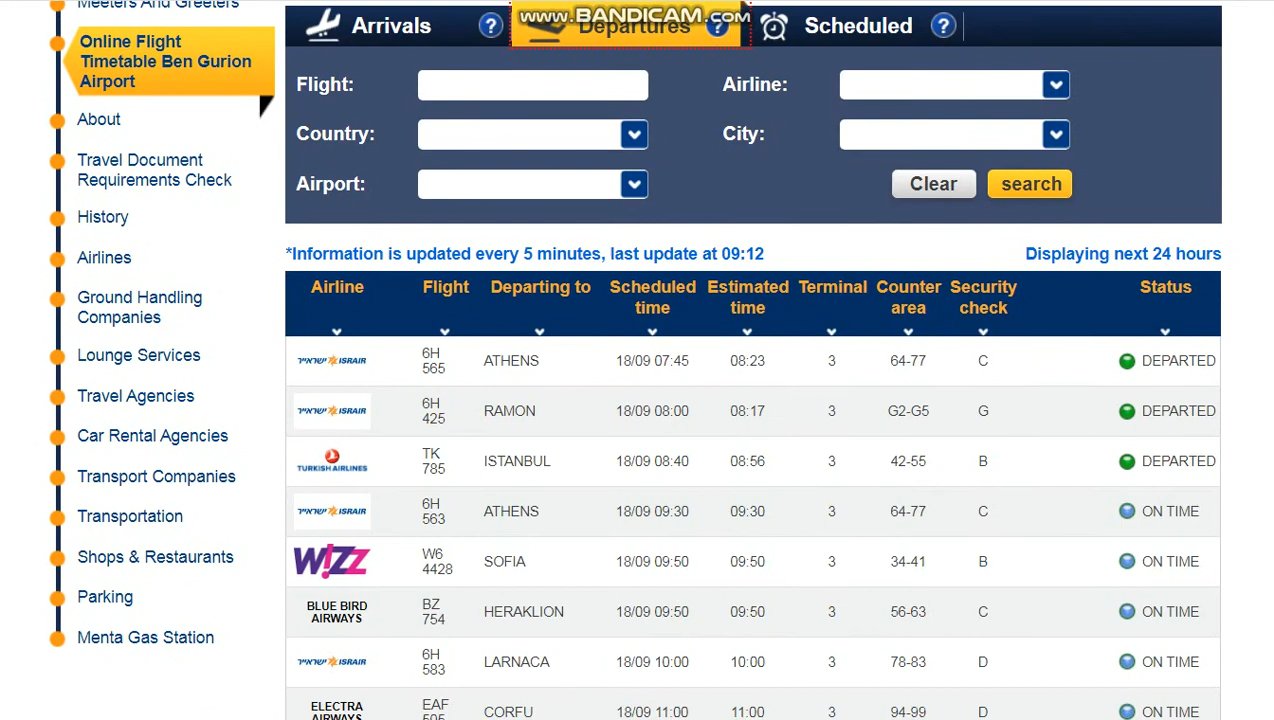 Meeters And Greeters
www.BANDICAM.com
Arrivals ? Departures ? Scheduled ?
Online Flight
Timetable Ben Gurion
Airport
About
Travel Document
Requirements Check
History
Airlines
Ground Handling
Companies
Lounge Services
Travel Agencies
Car Rental Agencies
Transport Companies
Transportation
Shops & Restaurants
Parking
Menta Gas Station
Flight: Airline:
Country: City:
Airport: Clear search
*Information is updated every 5 minutes, last update at 09:12 Displaying next 24 hours
Airline Flight Departing to Scheduled time Estimated time Terminal Counter area Security check Status
ישראייר ISRAIR 6H 565 ATHENS 18/09 07:45 08:23 3 64-77 C DEPARTED
ישראייר ISRAIR 6H 425 RAMON 18/09 08:00 08:17 3 G2-G5 G DEPARTED
TURKISH AIRLINES TK 785 ISTANBUL 18/09 08:40 08:56 3 42-55 B DEPARTED
ישראייר ISRAIR 6H 563 ATHENS 18/09 09:30 09:30 3 64-77 C ON TIME
WIZZ W6 4428 SOFIA 18/09 09:50 09:50 3 34-41 B ON TIME
BLUE BIRD AIRWAYS BZ 754 HERAKLION 18/09 09:50 09:50 3 56-63 C ON TIME
ישראייר ISRAIR 6H 583 LARNACA 18/09 10:00 10:00 3 78-83 D ON TIME
ELECTRA AIRWAYS EAF 505 CORFU 18/09 11:00 11:00 3 94-99 D ON TIME